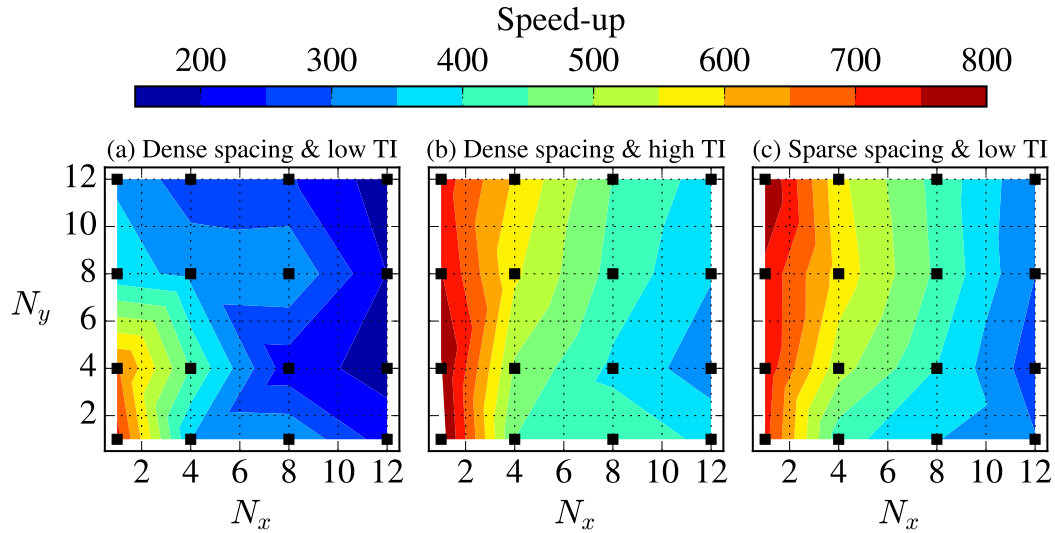 Speed-up
200 300 400 500 600 700 800
(a) Dense spacing & low TI (b) Dense spacing & high TI (c) Sparse spacing & low TI
12
10
8
6
4
2
N_y
2 4 6 8 10 12 2 4 6 8 10 12 2 4 6 8 10 12
N_x N_x N_x